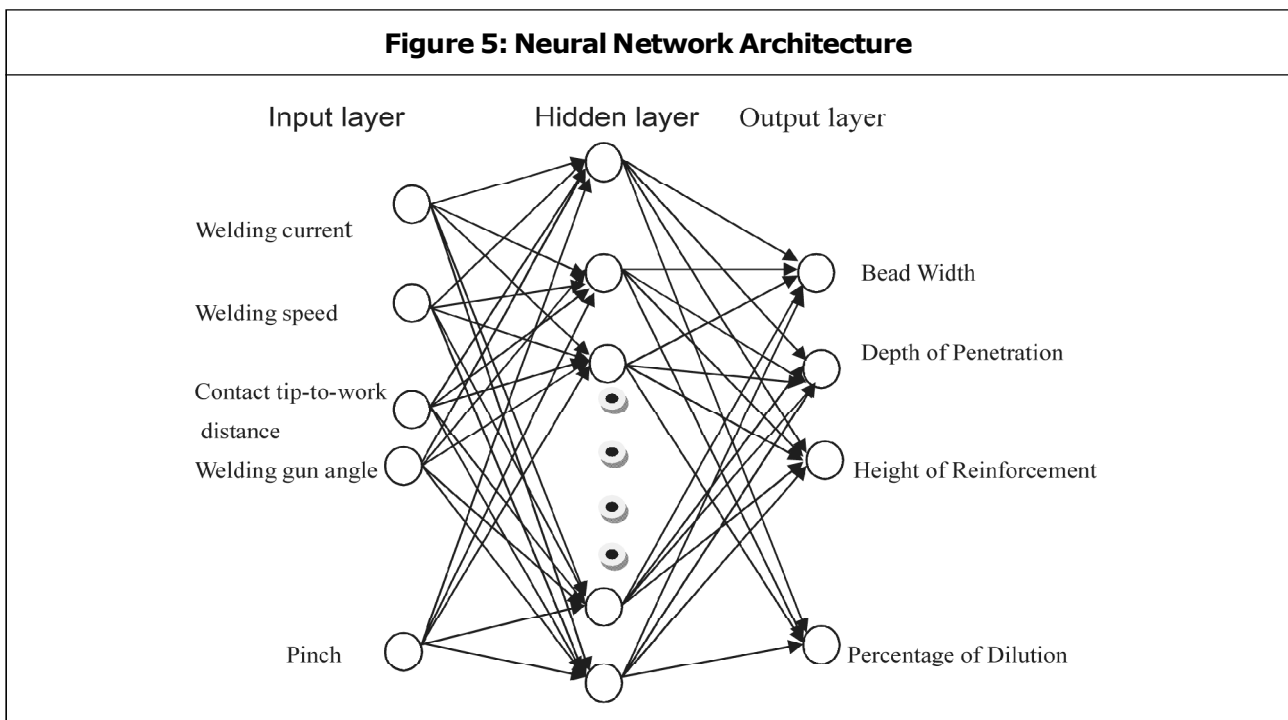 Figure 5: Neural Network Architecture
Input layer
Hidden layer
Output layer
Welding current
Welding speed
Contact tip-to-work
distance
Welding gun angle
Pinch
Bead Width
Depth of Penetration
Height of Reinforcement
Percentage of Dilution